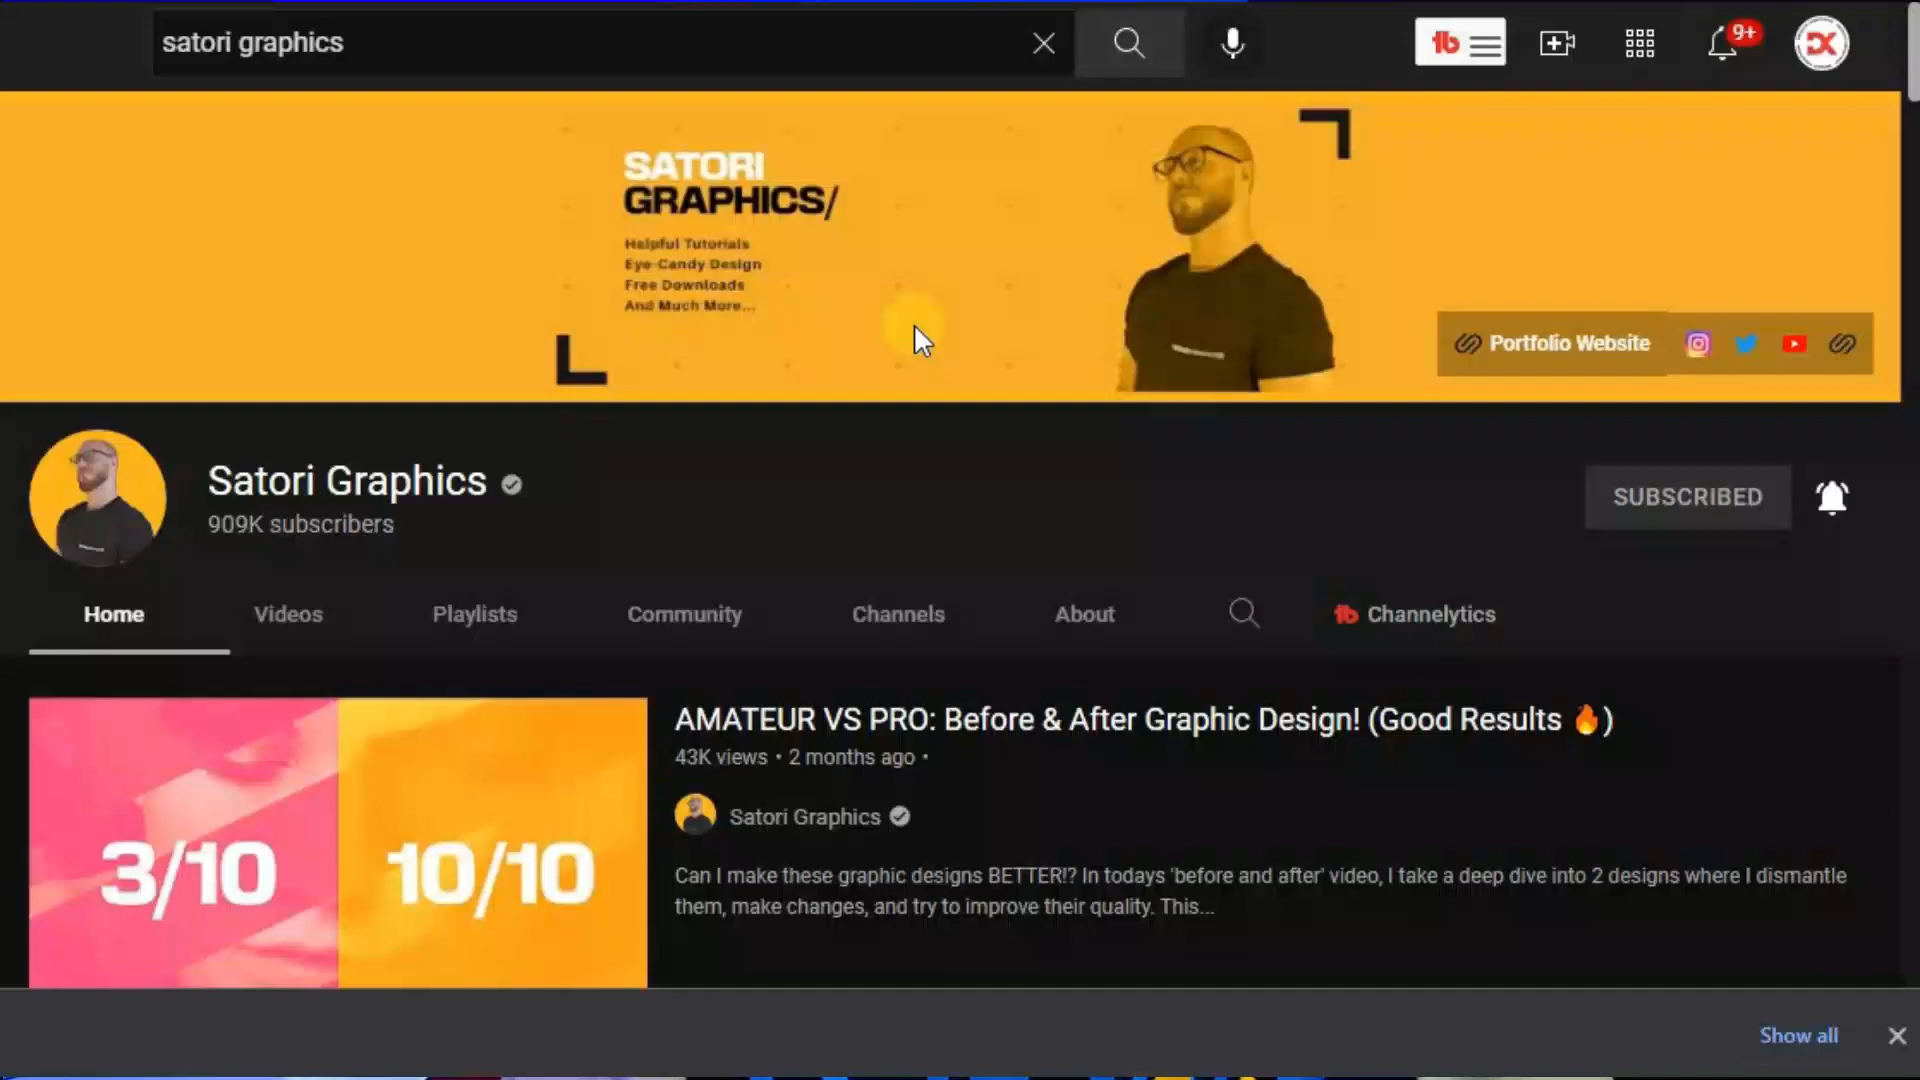 satori graphics
9+
SATORI
GRAPHICS/
Helpful Tutorials
Eye-Candy Design
Free Downloads
And Much More...
Portfolio Website
Satori Graphics
909K subscribers
SUBSCRIBED
Home Videos Playlists Community Channels About Channelytics
AMATEUR VS PRO: Before & After Graphic Design! (Good Results 🔥)
43K views • 2 months ago •
Satori Graphics
Can I make these graphic designs BETTER!? In todays 'before and after' video, I take a deep dive into 2 designs where I dismantle
them, make changes, and try to improve their quality. This...
3/10 10/10
Show all